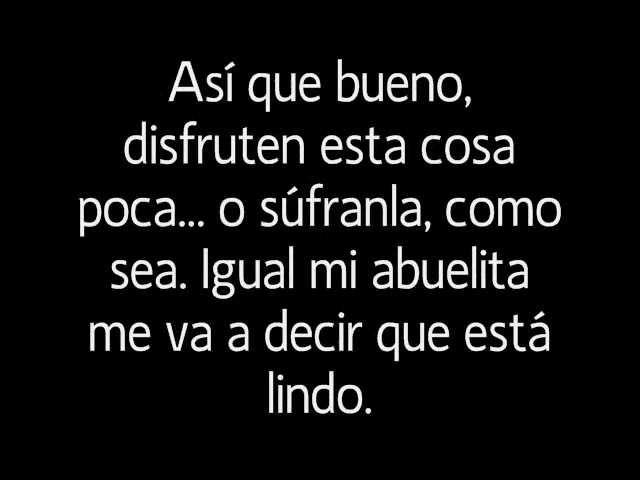 Así que bueno,
disfruten esta cosa
poca... o súfranla, como
sea. Igual mi abuelita
me va a decir que está
lindo.